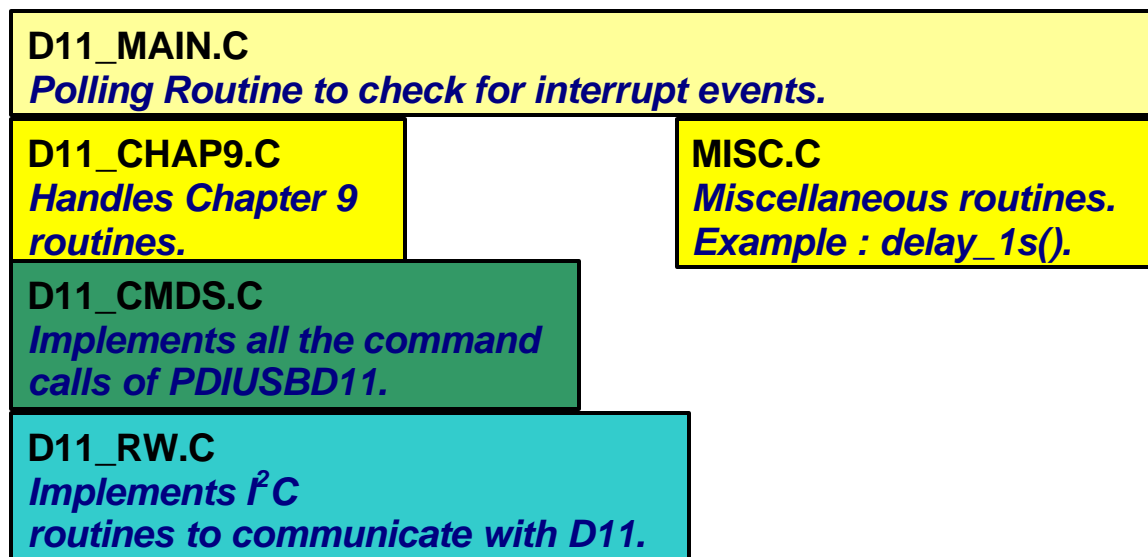 D11_MAIN.C
Polling Routine to check for interrupt events.
D11_CHAP9.C
Handles Chapter 9
routines.
MISC.C
Miscellaneous routines.
Example : delay_1s().
D11_CMDS.C
Implements all the command
calls of PDIUSBD11.
D11_RW.C
Implements I²C
routines to communicate with D11.